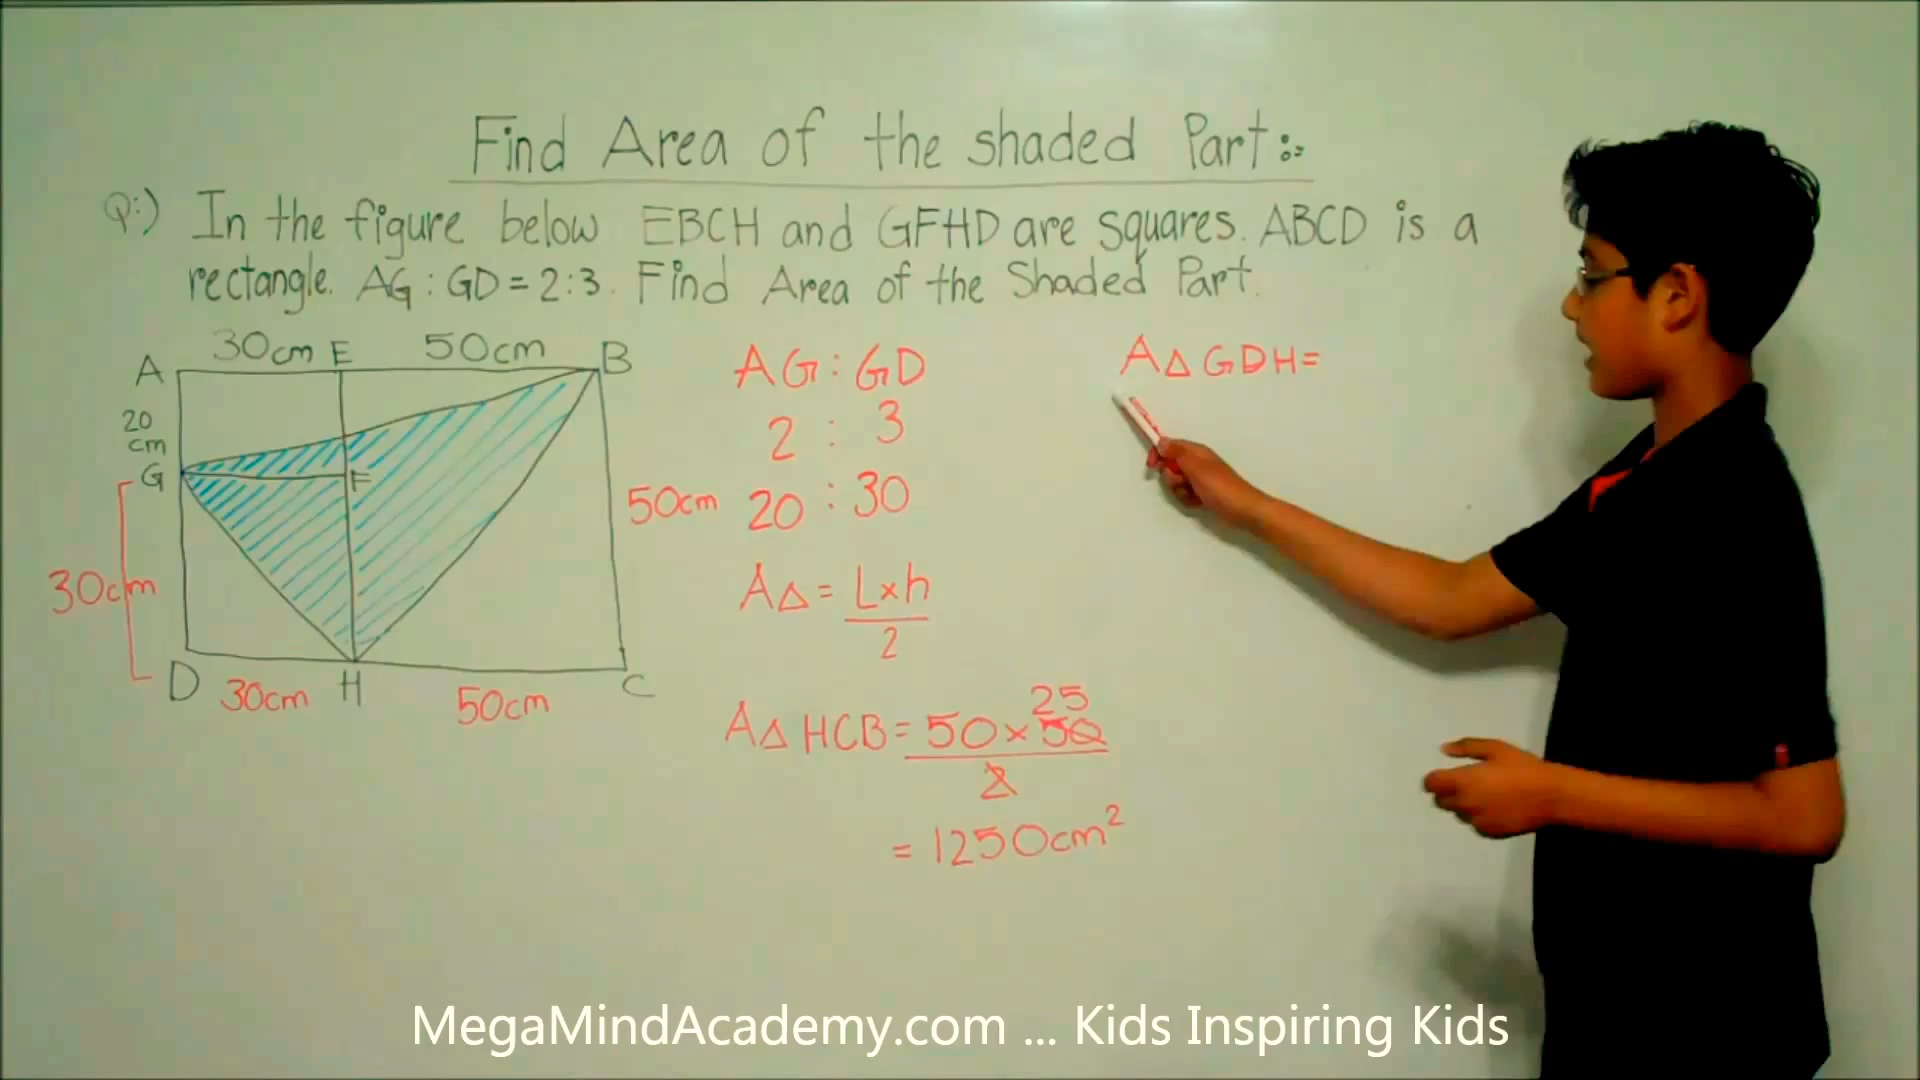 Find Area of the shaded Part:-
Q:) In the figure below EBCH and GFHD are squares. ABCD is a
rectangle. AG : GD = 2:3. Find Area of the Shaded Part.
A 30cm E 50cm B
20
cm
G F
30cm
50cm
D 30cm H 50cm C
AG : GD
2 : 3
20 : 30
A△ = L×h
2
A△ HCB = 50 × 50
25
2
= 1250cm²
A△ GDH =
MegaMindAcademy.com ... Kids Inspiring Kids